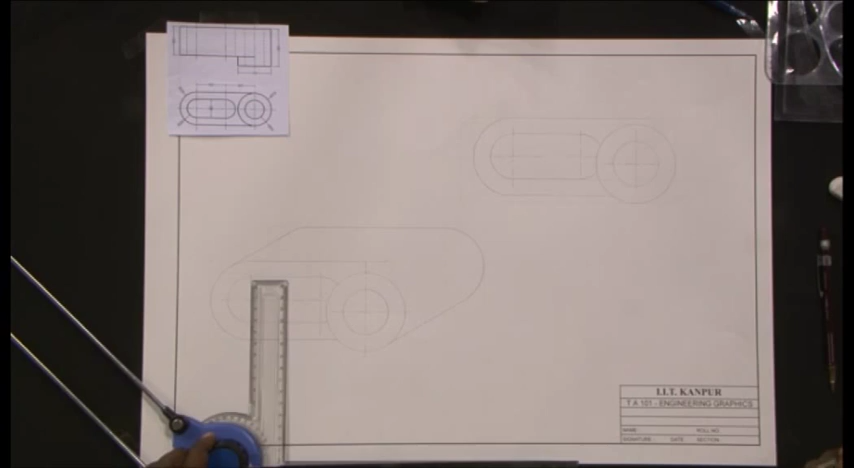 I.I.T. KANPUR
T A 101 - ENGINEERING GRAPHICS
NAME ROLL NO.
SIGNATURE DATE SECTION